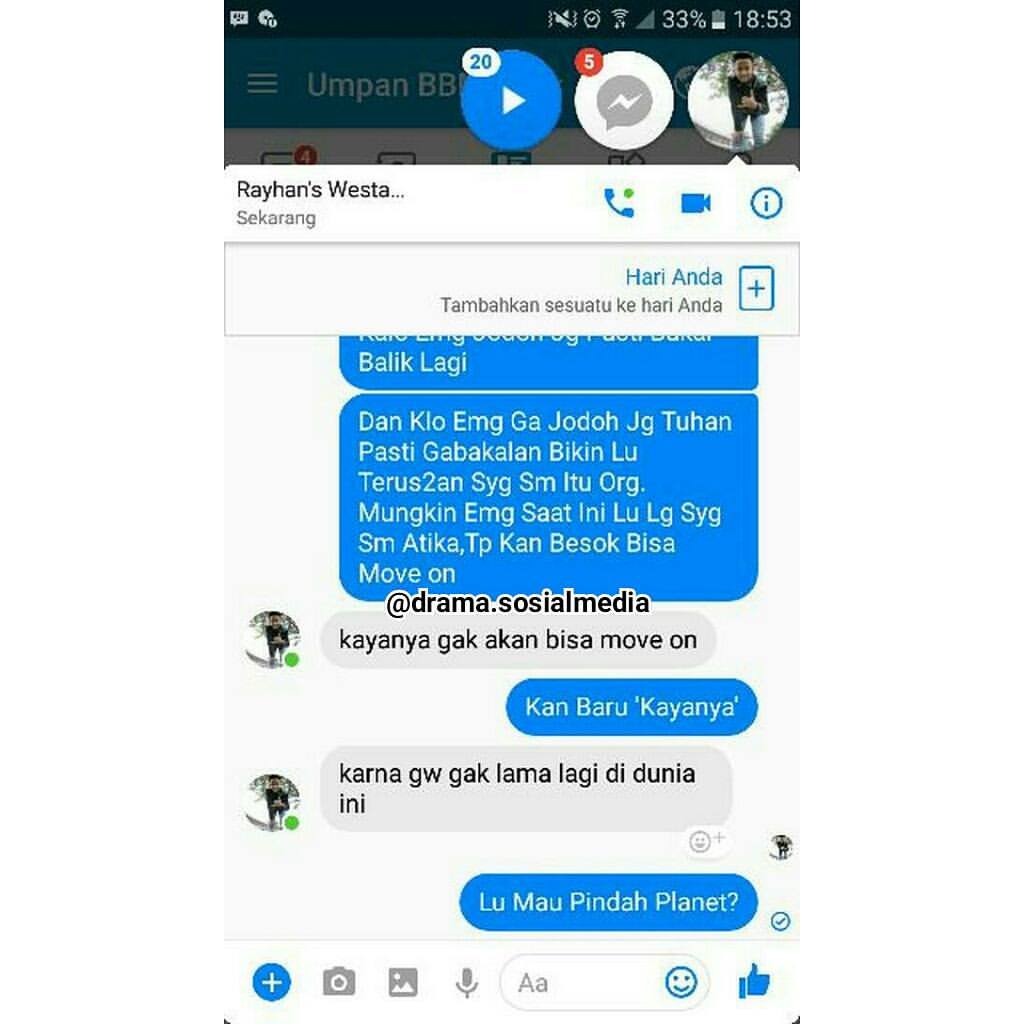 33% 18:53
Umpan BB
20
5
4
Rayhan's Westa...
Sekarang
Hari Anda
Tambahkan sesuatu ke hari Anda
Balik Lagi
Dan Klo Emg Ga Jodoh Jg Tuhan
Pasti Gabakalan Bikin Lu
Terus2an Syg Sm Itu Org.
Mungkin Emg Saat Ini Lu Lg Syg
Sm Atika,Tp Kan Besok Bisa
Move on
@drama.sosialmedia
kayanya gak akan bisa move on
Kan Baru 'Kayanya'
karna gw gak lama lagi di dunia
ini
Lu Mau Pindah Planet?
Aa